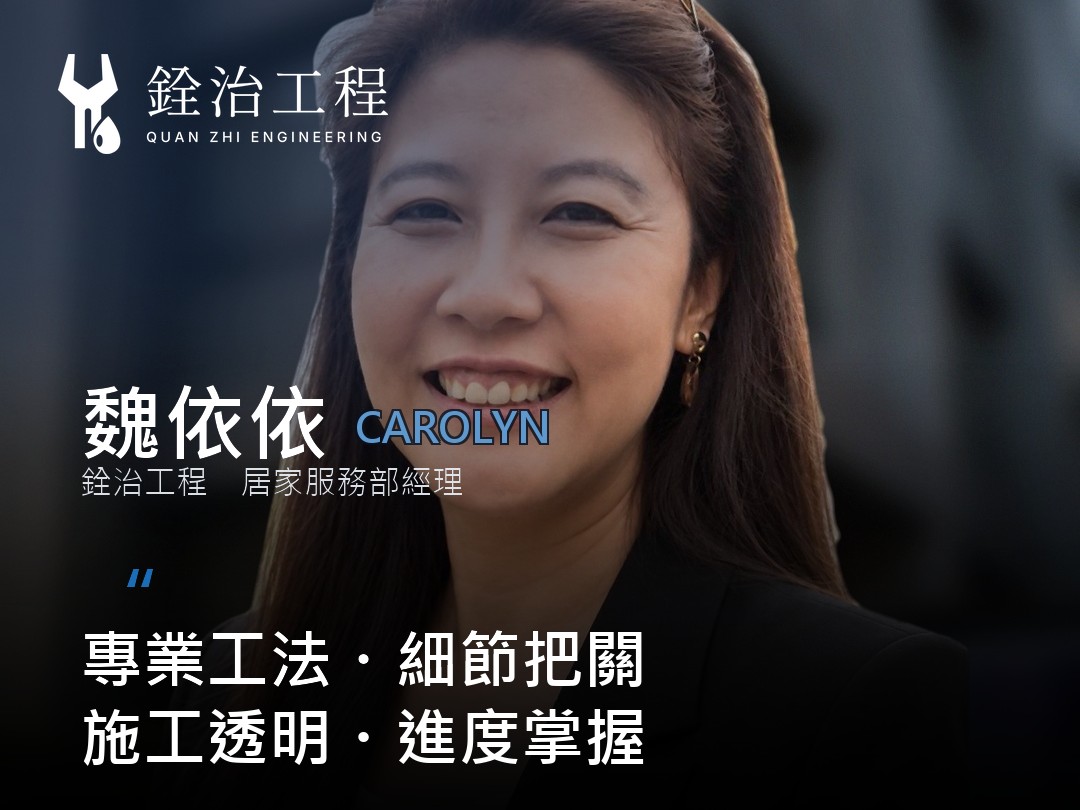 銓治工程
QUAN ZHI ENGINEERING
魏依依 CAROLYN
銓治工程 居家服務部經理
“
專業工法．細節把關
施工透明．進度掌握